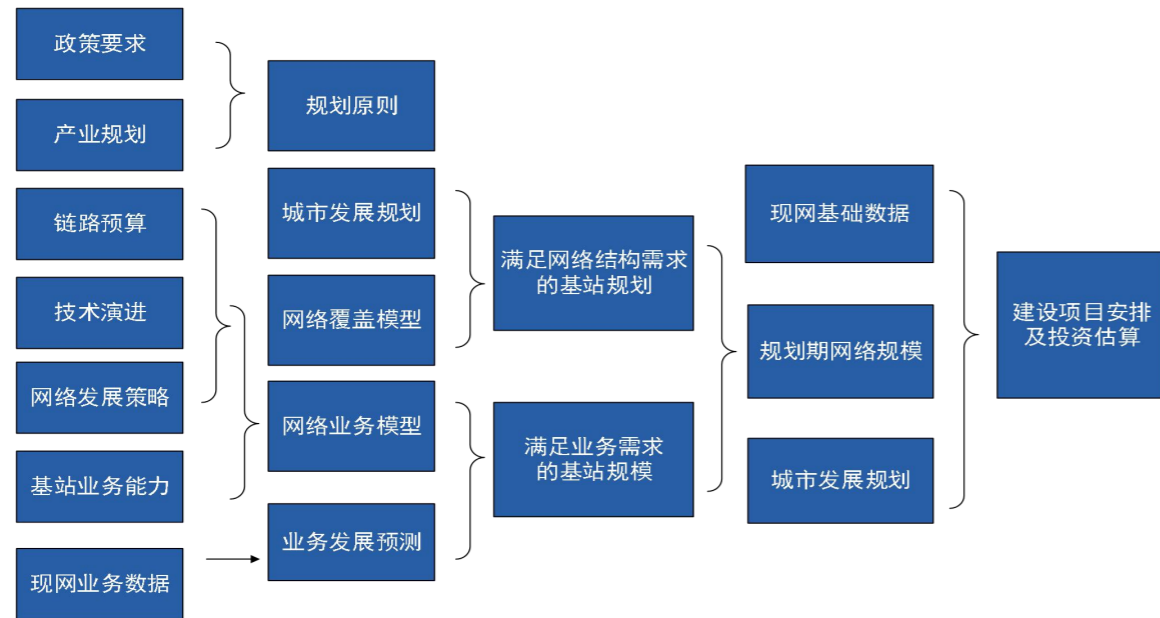 政策要求
产业规划
链路预算
技术演进
网络发展策略
基站业务能力
现网业务数据
规划原则
城市发展规划
网络覆盖模型
网络业务模型
业务发展预测
满足网络结构需求
的基站规划
满足业务需求
的基站规模
现网基础数据
规划期网络规模
城市发展规划
建设项目安排
及投资估算